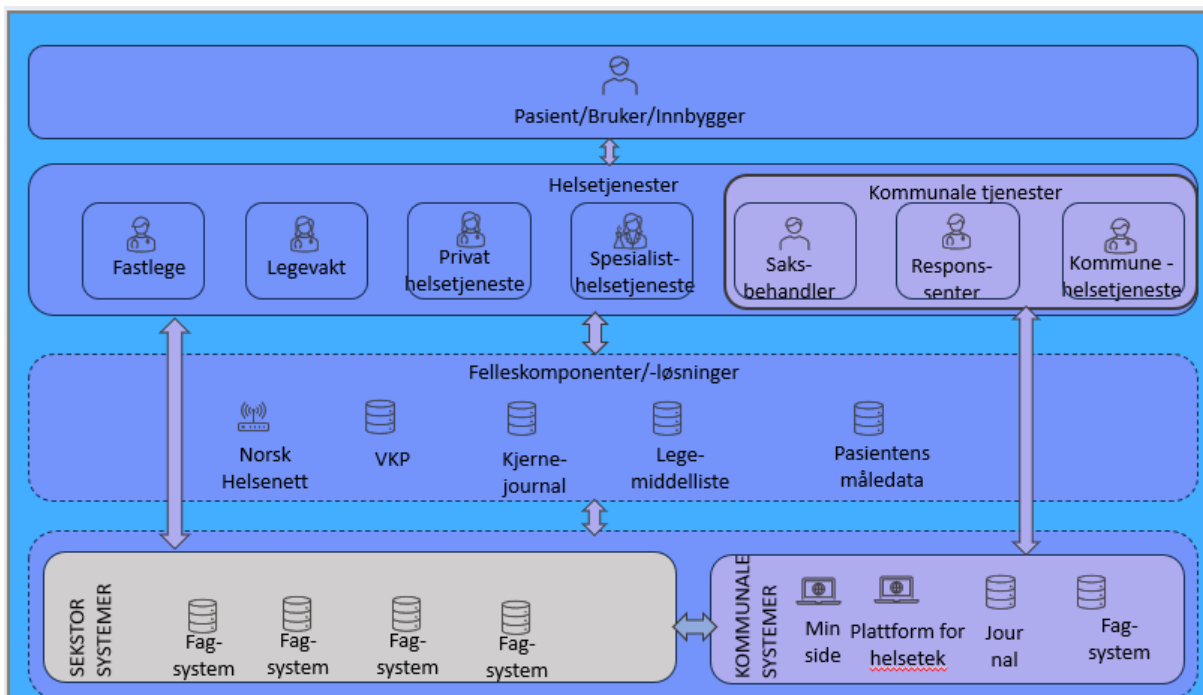 Pasient/Bruker/Innbygger
Helsetjenester
Kommunale tjenester
Fastlege
Legevakt
Privat
helsetjeneste
Spesialist-
helsetjeneste
Saks-
behandler
Respons-
senter
Kommune -
helsetjeneste
Felleskomponenter/-løsninger
Norsk
Helsenett
VKP
Kjerne-
journal
Lege-
middelliste
Pasientens
måledata
SEKSTOR
SYSTEMER
Fag-
system
Fag-
system
Fag-
system
Fag-
system
KOMMUNALE
SYSTEMER
Min
side
Plattform for
helsetek
Jour
nal
Fag-
system